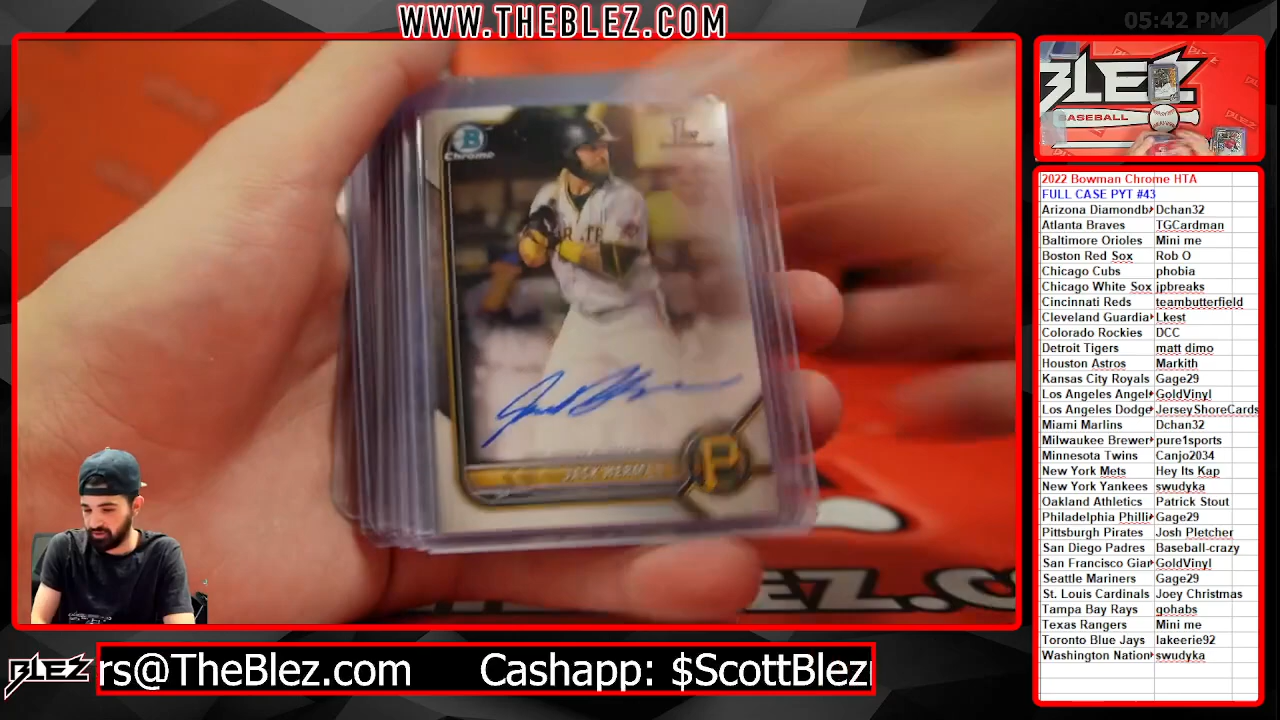 WWW.THEBLEZ.COM
05:42 PM
BLEZ
BASEBALL
B
Chrome
1
P
2022 Bowman Chrome HTA
FULL CASE PYT #43
Arizona Diamondb Dchan32
Atlanta Braves TGCardman
Baltimore Orioles Mini me
Boston Red Sox Rob O
Chicago Cubs phobia
Chicago White Sox jpbreaks
Cincinnati Reds teambutterfield
Cleveland Guardia Lkest
Colorado Rockies DCC
Detroit Tigers matt dimo
Houston Astros Markith
Kansas City Royals Gage29
Los Angeles Angel GoldVinyl
Los Angeles Dodge JerseyShoreCards
Miami Marlins Dchan32
Milwaukee Brewer pure1sports
Minnesota Twins Canjo2034
New York Mets Hey Its Kap
New York Yankees swudyka
Oakland Athletics Patrick Stout
Philadelphia Philli Gage29
Pittsburgh Pirates Josh Pletcher
San Diego Padres Baseball-crazy
San Francisco Gian GoldVinyl
Seattle Mariners Gage29
St. Louis Cardinals Joey Christmas
Tampa Bay Rays gohabs
Texas Rangers Mini me
Toronto Blue Jays lakeerie92
Washington Nation swudyka
BLEZ rs@TheBlez.com Cashapp: $ScottBlez